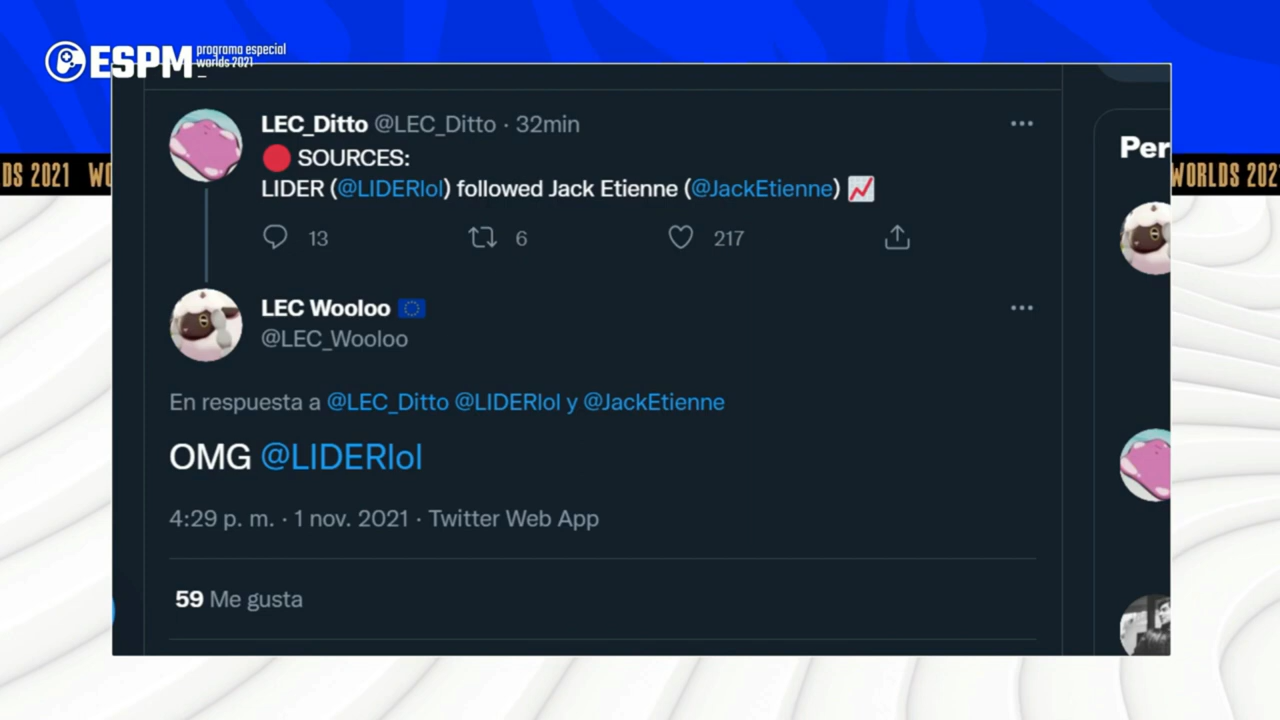 ESPM programa especial
worlds 2021
DS 2021 WO
WORLDS 202
LEC_Ditto @LEC_Ditto · 32min
🔴 SOURCES:
LIDER (@LIDERlol) followed Jack Etienne (@JackEtienne) 📈
13 6 217
Per
LEC Wooloo 🇪🇺
@LEC_Wooloo
En respuesta a @LEC_Ditto @LIDERlol y @JackEtienne
OMG @LIDERlol
4:29 p. m. · 1 nov. 2021 · Twitter Web App
59 Me gusta